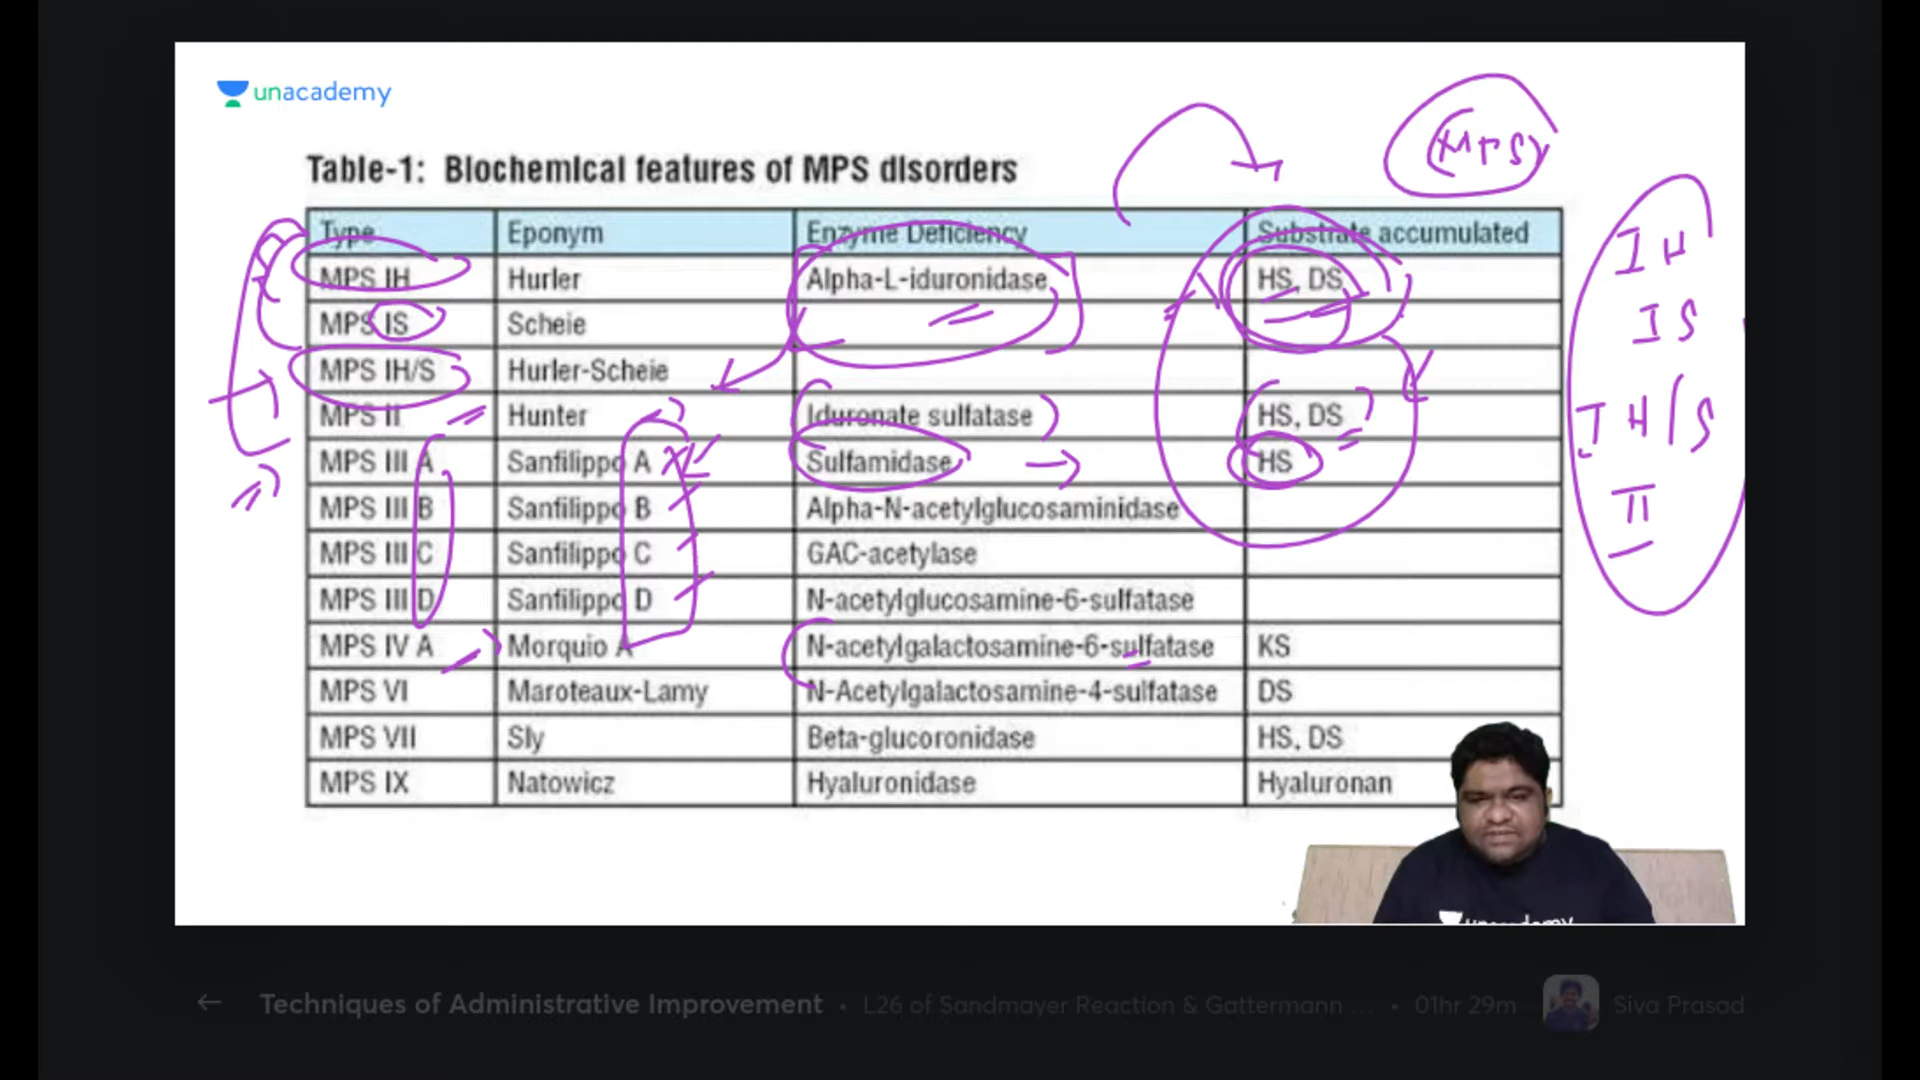 unacademy
MPS
Table-1: Biochemical features of MPS disorders
Type Eponym Enzyme Deficiency Substrate accumulated
MPS IH Hurler Alpha-L-iduronidase HS, DS
MPS IS Scheie
MPS IH/S Hurler-Scheie
MPS II Hunter Iduronate sulfatase HS, DS
MPS III A Sanfilippo A Sulfamidase HS
MPS III B Sanfilippo B Alpha-N-acetylglucosaminidase
MPS III C Sanfilippo C GAC-acetylase
MPS III D Sanfilippo D N-acetylglucosamine-6-sulfatase
MPS IV A Morquio A N-acetylgalactosamine-6-sulfatase KS
MPS VI Maroteaux-Lamy N-Acetylgalactosamine-4-sulfatase DS
MPS VII Sly Beta-glucoronidase HS, DS
MPS IX Natowicz Hyaluronidase Hyaluronan
IH
IS
IH/S
II
unacademy
← Techniques of Administrative Improvement • L26 of Sandmayer Reaction & Gattermann ... • 01hr 29m Siva Prasad